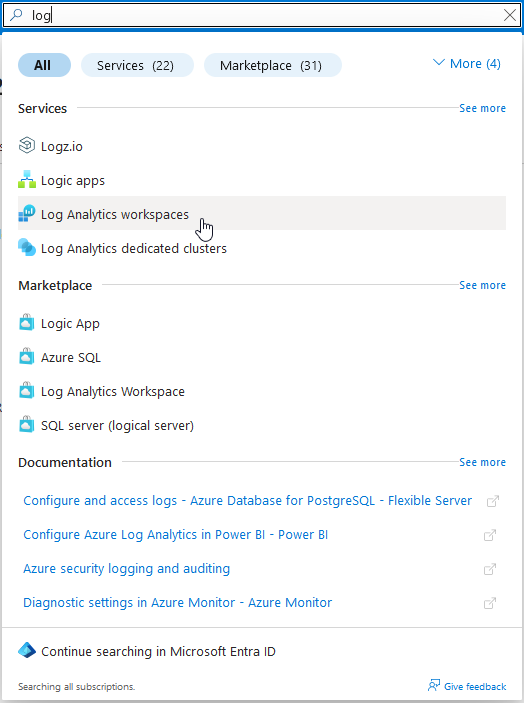 log
All
Services (22)
Marketplace (31)
More (4)
Services
See more
Logz.io
Logic apps
Log Analytics workspaces
Log Analytics dedicated clusters
Marketplace
See more
Logic App
Azure SQL
Log Analytics Workspace
SQL server (logical server)
Documentation
See more
Configure and access logs - Azure Database for PostgreSQL - Flexible Server
Configure Azure Log Analytics in Power BI - Power BI
Azure security logging and auditing
Diagnostic settings in Azure Monitor - Azure Monitor
Continue searching in Microsoft Entra ID
Searching all subscriptions.
Give feedback